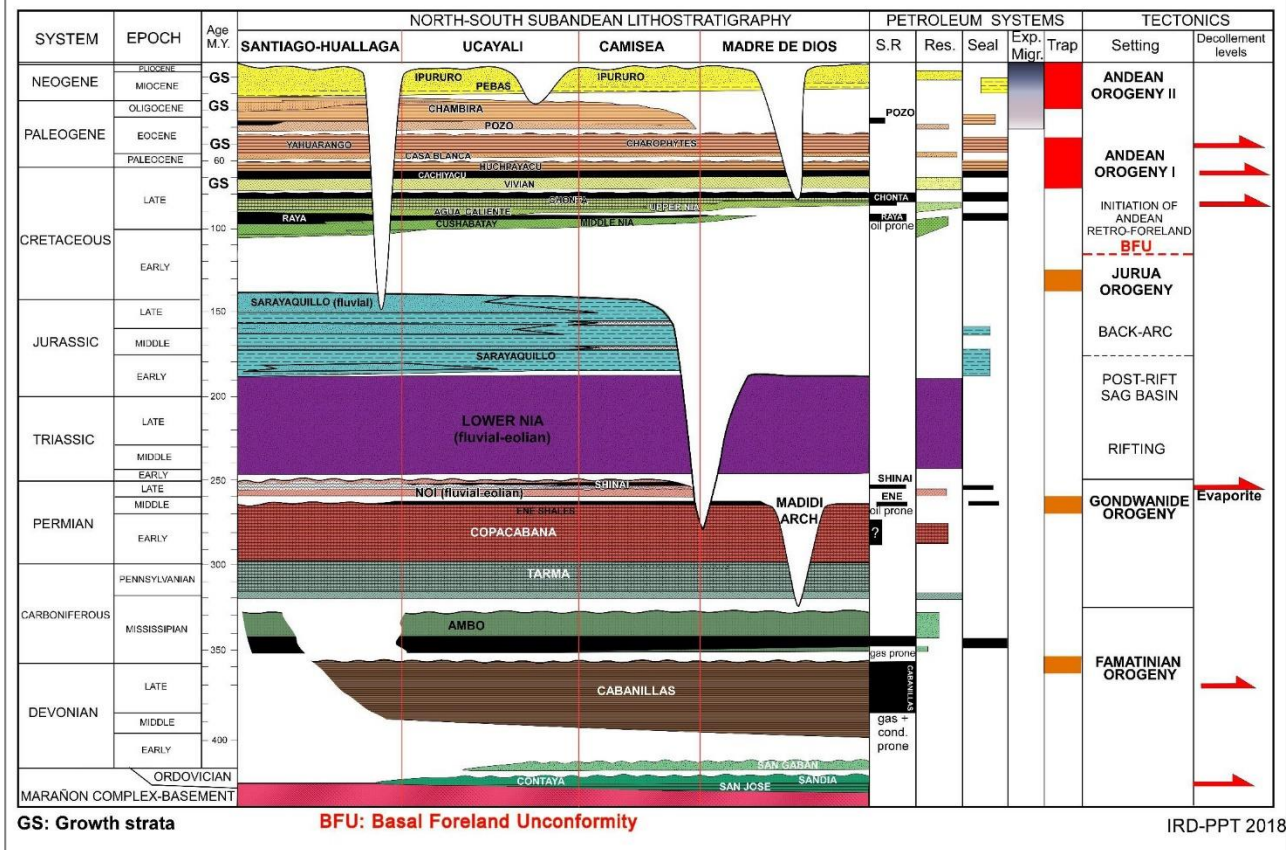 NORTH-SOUTH SUBANDEAN LITHOSTRATIGRAPHY
PETROLEUM SYSTEMS
TECTONICS
SYSTEM
EPOCH
Age
M.Y.
SANTIAGO-HUALLAGA
UCAYALI
CAMISEA
MADRE DE DIOS
S.R
Res.
Seal
Exp.
Migr.
Trap
Setting
Decollement
levels
NEOGENE
PLIOCENE
MIOCENE
GS
IPURURO
PEBAS
IPURURO
ANDEAN
OROGENY II
PALEOGENE
OLIGOCENE
GS
CHAMBIRA
POZO
POZO
EOCENE
GS
YAHUARANGO
CHAROPHYTES
PALEOCENE
60
CASA BLANCA
HUCHPAYACU
CACHIYACU
ANDEAN
OROGENY I
CRETACEOUS
LATE
GS
VIVIAN
CHONTA
CHONTA
UPPER NIA
AGUA CALIENTE
RAYA
CUSHABATAY
MIDDLE NIA
RAYA
oil prone
INITIATION OF
ANDEAN
RETRO-FORELAND
BFU
100
EARLY
JURUA
OROGENY
JURASSIC
LATE
150
SARAYAQUILLO (fluvial)
BACK-ARC
MIDDLE
SARAYAQUILLO
EARLY
POST-RIFT
SAG BASIN
200
TRIASSIC
LATE
LOWER NIA
(fluvial-eolian)
RIFTING
MIDDLE
EARLY
250
PERMIAN
LATE
SHINAI
SHINAI
NOI (fluvial-eolian)
ENE
oil prone
Evaporite
MIDDLE
ENE SHALES
MADIDI
ARCH
GONDWANIDE
OROGENY
EARLY
COPACABANA
?
300
CARBONIFEROUS
PENNSYLVANIAN
TARMA
MISSISSIPIAN
AMBO
350
gas prone
FAMATINIAN
OROGENY
DEVONIAN
LATE
CABANILLAS
CABANILLAS
MIDDLE
gas +
cond.
prone
400
EARLY
SAN GABAN
ORDOVICIAN
CONTAYA
SANDIA
SAN JOSE
MARAÑON COMPLEX-BASEMENT
GS: Growth strata
BFU: Basal Foreland Unconformity
IRD-PPT 2018